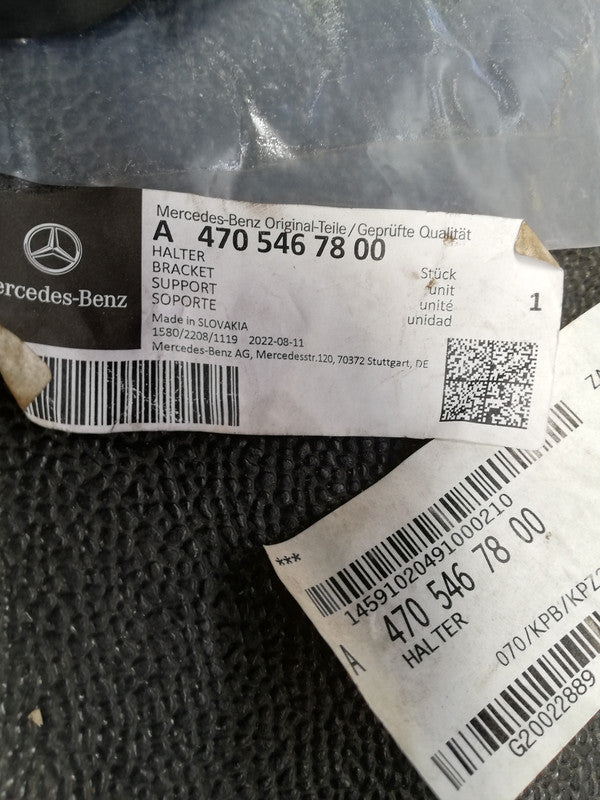 Mercedes-Benz Original-Teile/Geprüfte Qualität
A 470 546 78 00
HALTER
BRACKET
SUPPORT
SOPORTE
Stück
unit
unité
unidad
1
Made in SLOVAKIA
1580/2208/1119 2022-08-11
Mercedes-Benz AG, Mercedesstr.120, 70372 Stuttgart, DE
ercedes-Benz
***
14591020491000210
A 470 546 78 00
HALTER
070/KPB/KPZ
G20022889